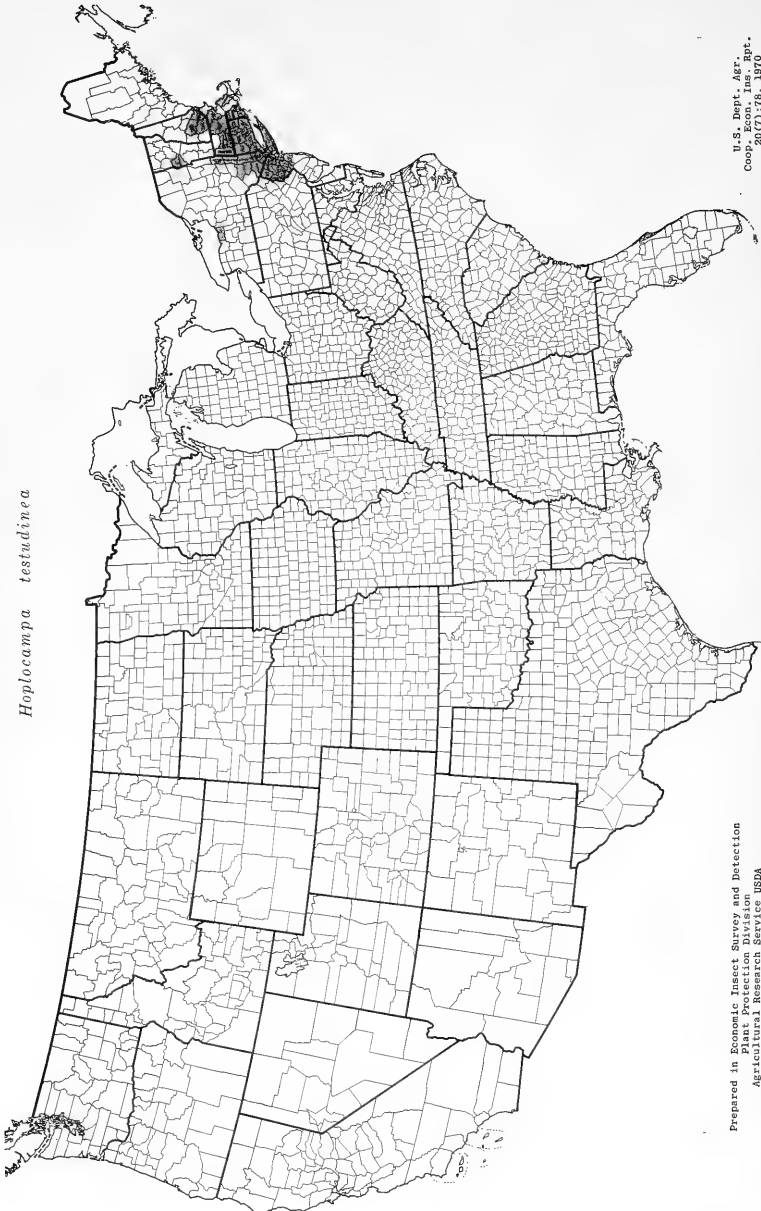 Hoplocampa testudinea
U.S. Dept. Agr.
Coop. Econ. Ins. Rpt.
20(7):78, 1970
Prepared in Economic Insect Survey and Detection
Plant Protection Division
Agricultural Research Service USDA